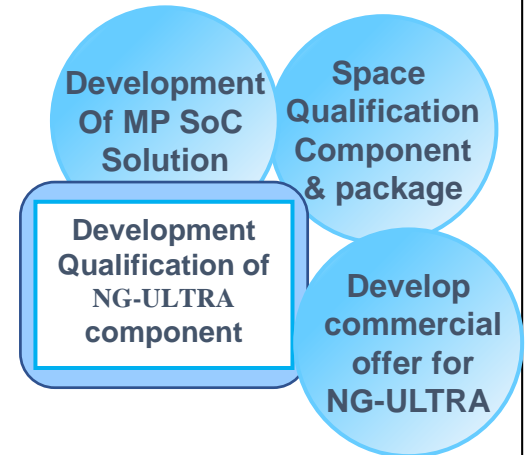 Development
Of MP SoC
Solution
Space
Qualification
Component
& package
Development
Qualification of
NG-ULTRA
component
Develop
commercial
offer for
NG-ULTRA